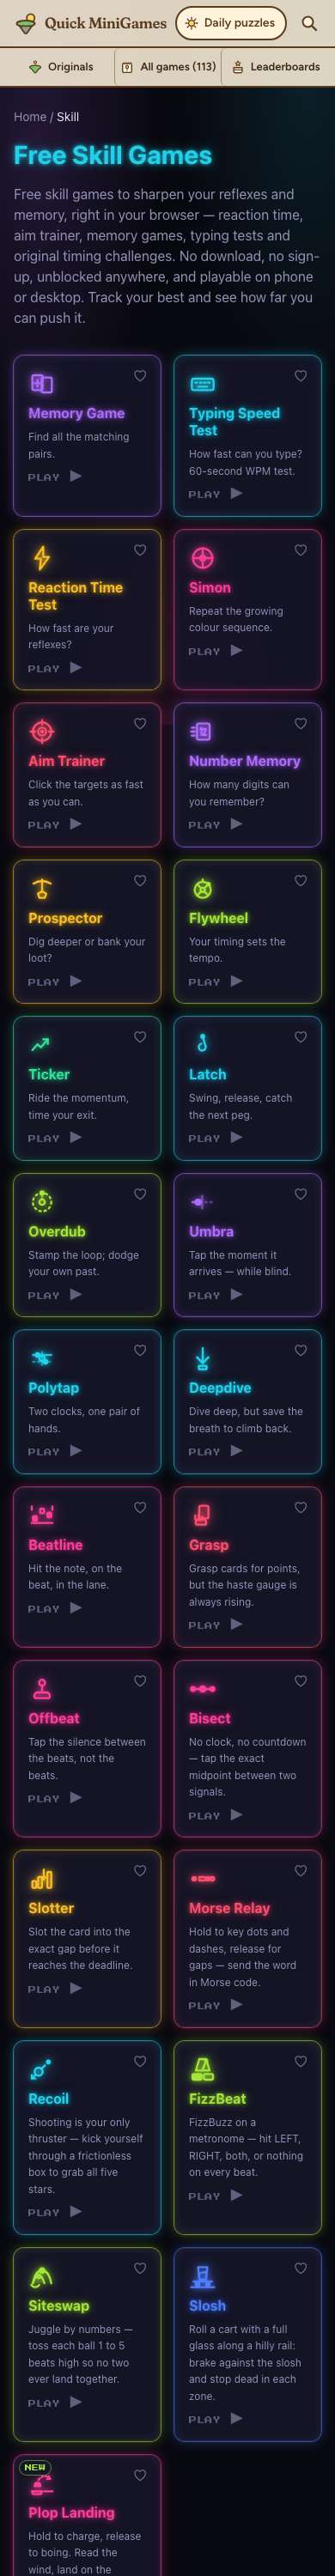 Quick MiniGames
Daily puzzles
Originals
All games (113)
Leaderboards
Home / Skill
Free Skill Games
Free skill games to sharpen your reflexes and
memory, right in your browser — reaction time,
aim trainer, memory games, typing tests and
original timing challenges. No download, no sign-
up, unblocked anywhere, and playable on phone
or desktop. Track your best and see how far you
can push it.
Memory Game
Find all the matching
pairs.
PLAY
Typing Speed
Test
How fast can you type?
60-second WPM test.
PLAY
Reaction Time
Test
How fast are your
reflexes?
PLAY
Simon
Repeat the growing
colour sequence.
PLAY
Aim Trainer
Click the targets as fast
as you can.
PLAY
Number Memory
How many digits can
you remember?
PLAY
Prospector
Dig deeper or bank your
loot?
PLAY
Flywheel
Your timing sets the
tempo.
PLAY
Ticker
Ride the momentum,
time your exit.
PLAY
Latch
Swing, release, catch
the next peg.
PLAY
Overdub
Stamp the loop; dodge
your own past.
PLAY
Umbra
Tap the moment it
arrives — while blind.
PLAY
Polytap
Two clocks, one pair of
hands.
PLAY
Deepdive
Dive deep, but save the
breath to climb back.
PLAY
Beatline
Hit the note, on the
beat, in the lane.
PLAY
Grasp
Grasp cards for points,
but the haste gauge is
always rising.
PLAY
Offbeat
Tap the silence between
the beats, not the
beats.
PLAY
Bisect
No clock, no countdown
— tap the exact
midpoint between two
signals.
PLAY
Slotter
Slot the card into the
exact gap before it
reaches the deadline.
PLAY
Morse Relay
Hold to key dots and
dashes, release for
gaps — send the word
in Morse code.
PLAY
Recoil
Shooting is your only
thruster — kick yourself
through a frictionless
box to grab all five
stars.
PLAY
FizzBeat
FizzBuzz on a
metronome — hit LEFT,
RIGHT, both, or nothing
on every beat.
PLAY
Siteswap
Juggle by numbers —
toss each ball 1 to 5
beats high so no two
ever land together.
PLAY
Slosh
Roll a cart with a full
glass along a hilly rail:
brake against the slosh
and stop dead in each
zone.
PLAY
NEW
Plop Landing
Hold to charge, release
to boing. Read the
wind, land on the